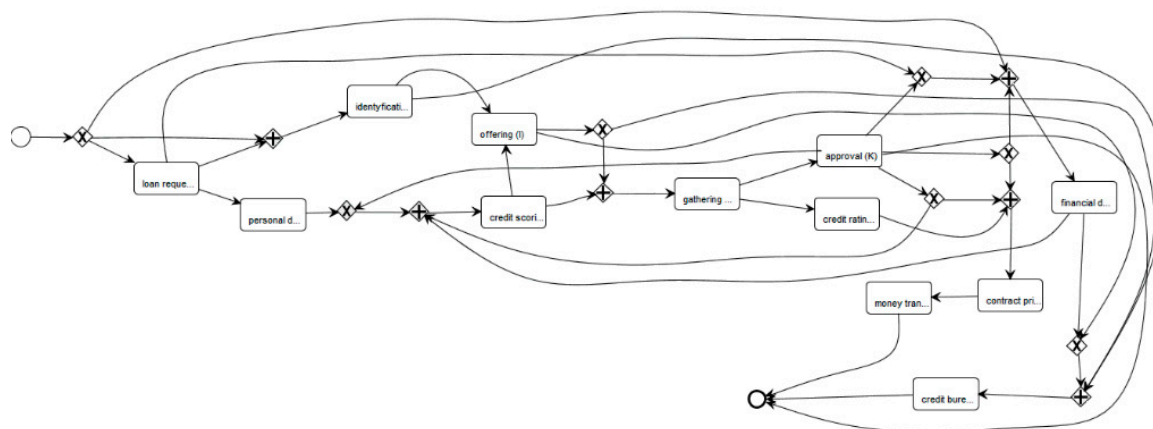 identyficati...
offering (I)
loan reque...
approval (K)
personal d...
credit scori...
gathering ...
credit ratin...
financial d...
money tran...
contract pri...
credit bure...